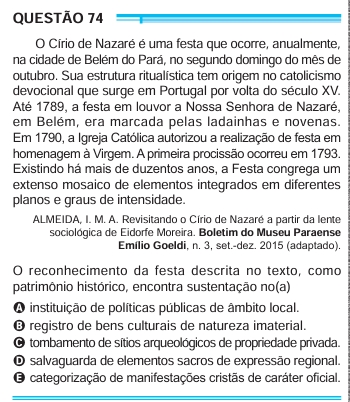 QUESTÃO 74
O Círio de Nazaré é uma festa que ocorre, anualmente,
na cidade de Belém do Pará, no segundo domingo do mês de
outubro. Sua estrutura ritualística tem origem no catolicismo
devocional que surge em Portugal por volta do século XV.
Até 1789, a festa em louvor a Nossa Senhora de Nazaré,
em Belém, era marcada pelas ladainhas e novenas.
Em 1790, a Igreja Católica autorizou a realização de festa em
homenagem à Virgem. A primeira procissão ocorreu em 1793.
Existindo há mais de duzentos anos, a Festa congrega um
extenso mosaico de elementos integrados em diferentes
planos e graus de intensidade.
ALMEIDA, I. M. A. Revisitando o Círio de Nazaré a partir da lente
sociológica de Eidorfe Moreira. Boletim do Museu Paraense
Emílio Goeldi, n. 3, set.-dez. 2015 (adaptado).
O reconhecimento da festa descrita no texto, como
patrimônio histórico, encontra sustentação no(a)
A instituição de políticas públicas de âmbito local.
B registro de bens culturais de natureza imaterial.
C tombamento de sítios arqueológicos de propriedade privada.
D salvaguarda de elementos sacros de expressão regional.
E categorização de manifestações cristãs de caráter oficial.